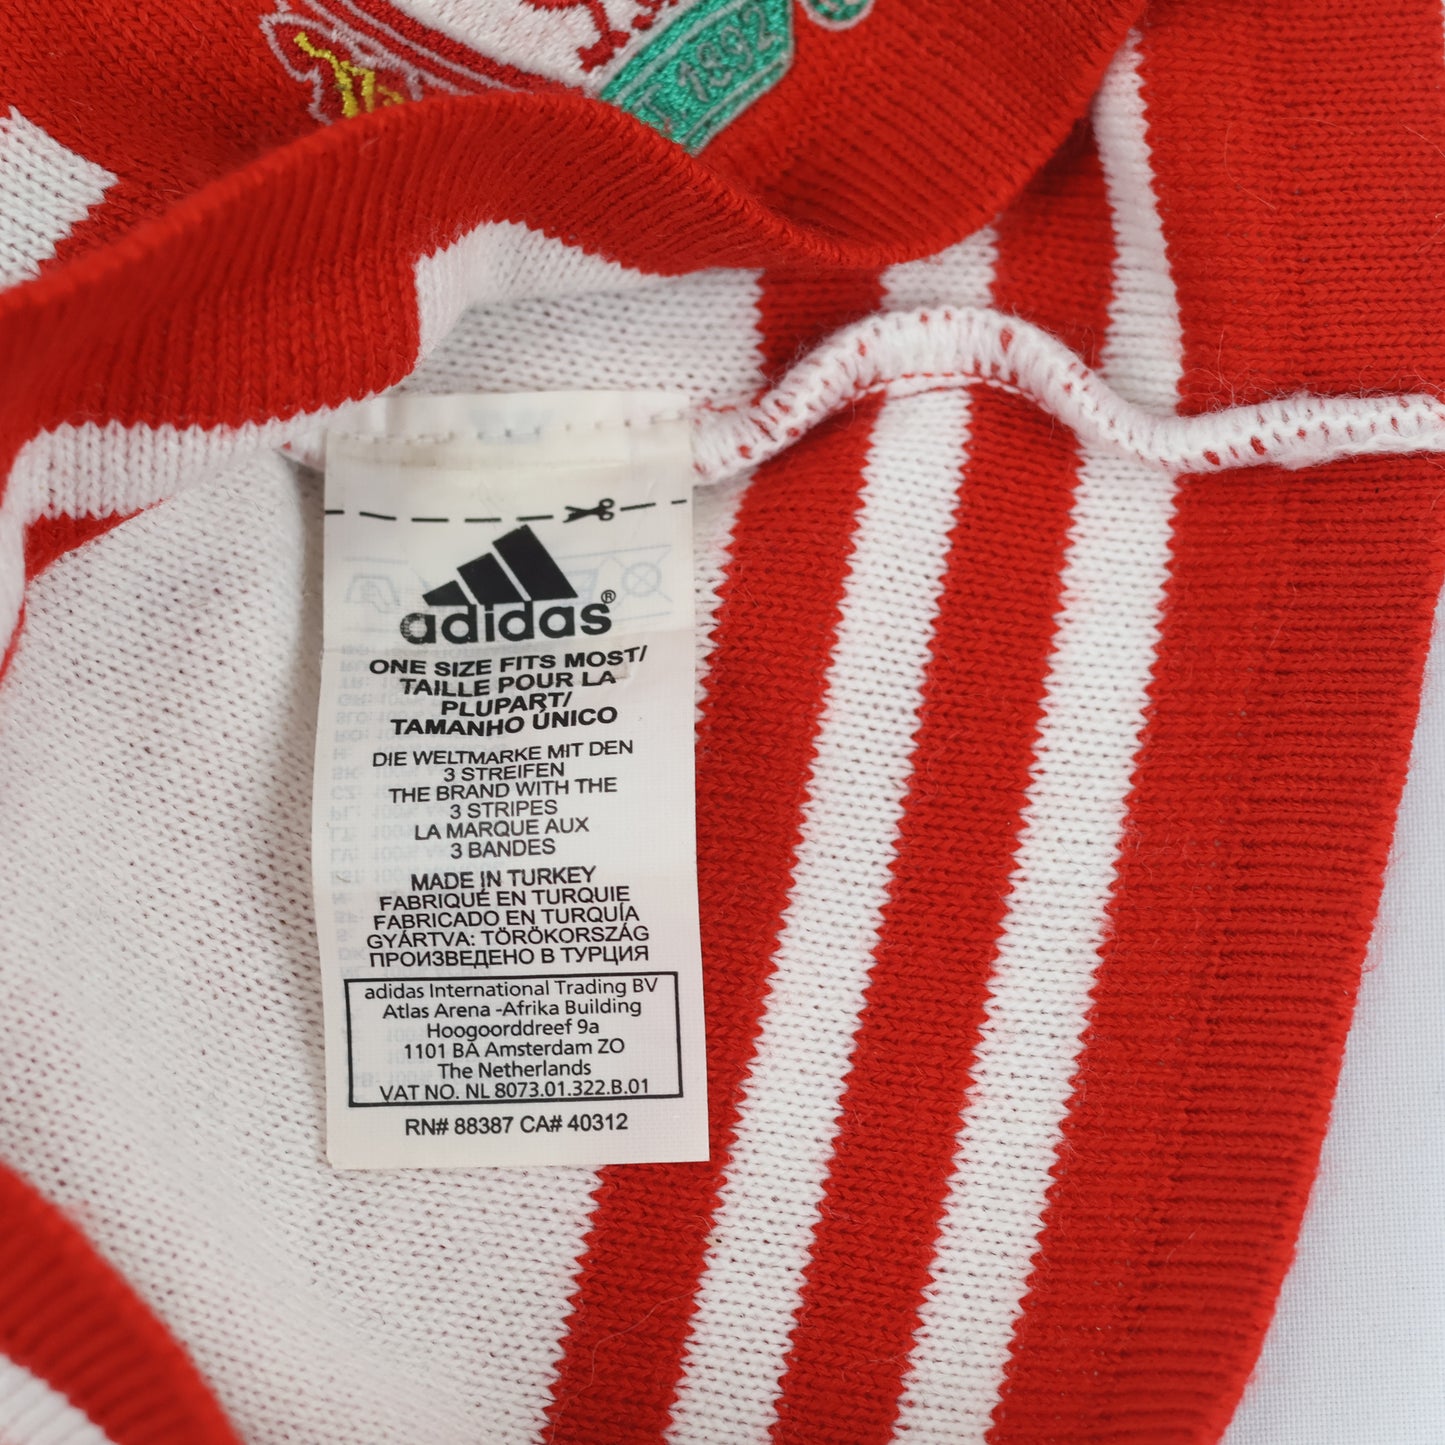 1892
adidas®
ONE SIZE FITS MOST/
TAILLE POUR LA
PLUPART/
TAMANHO ÚNICO
DIE WELTMARKE MIT DEN
3 STREIFEN
THE BRAND WITH THE
3 STRIPES
LA MARQUE AUX
3 BANDES
MADE IN TURKEY
FABRIQUÉ EN TURQUIE
FABRICADO EN TURQUÍA
GYÁRTVA: TÖRÖKORSZÁG
ПРОИЗВЕДЕНО В ТУРЦИЯ
adidas International Trading BV
Atlas Arena -Afrika Building
Hoogoorddreef 9a
1101 BA Amsterdam ZO
The Netherlands
VAT NO. NL 8073.01.322.B.01
RN# 88387 CA# 40312